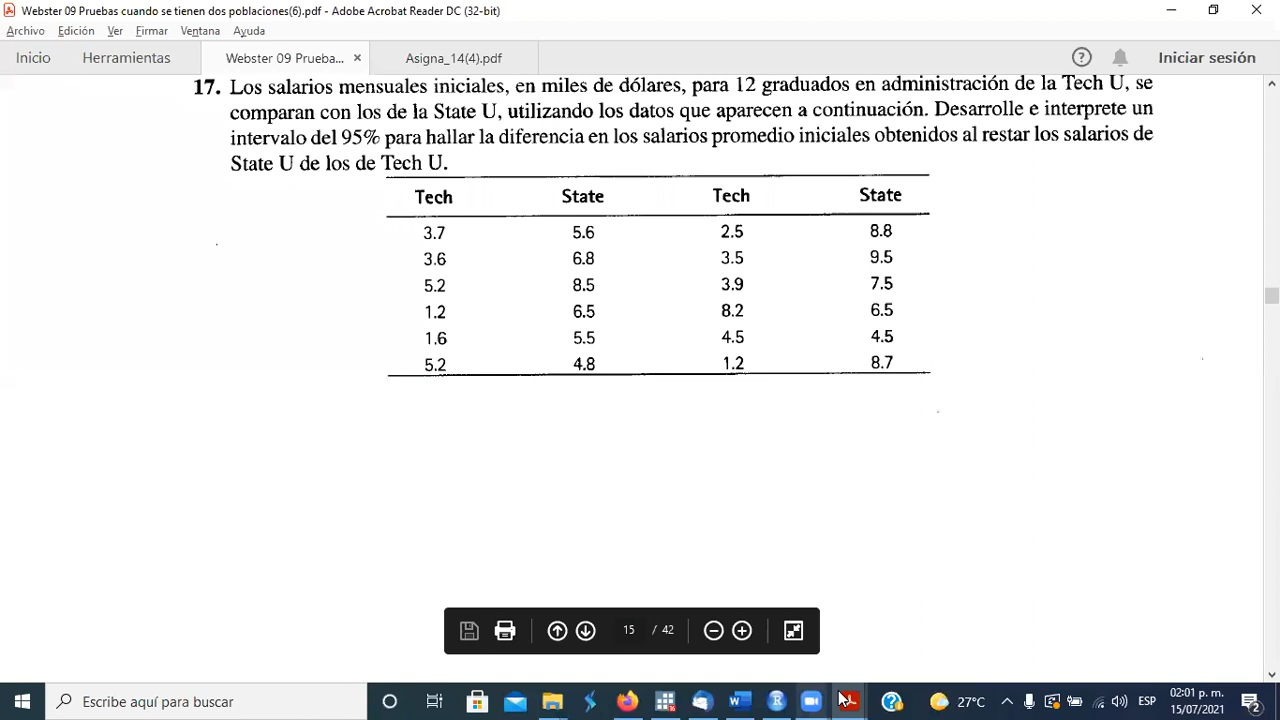 Webster 09 Pruebas cuando se tienen dos poblaciones(6).pdf - Adobe Acrobat Reader DC (32-bit)
Archivo Edición Ver Firmar Ventana Ayuda
Inicio Herramientas Webster 09 Prueba... × Asigna_14(4).pdf ? Iniciar sesión
17. Los salarios mensuales iniciales, en miles de dólares, para 12 graduados en administración de la Tech U, se
comparan con los de la State U, utilizando los datos que aparecen a continuación. Desarrolle e interprete un
intervalo del 95% para hallar la diferencia en los salarios promedio iniciales obtenidos al restar los salarios de
State U de los de Tech U.
Tech State Tech State
3.7 5.6 2.5 8.8
3.6 6.8 3.5 9.5
5.2 8.5 3.9 7.5
1.2 6.5 8.2 6.5
1.6 5.5 4.5 4.5
5.2 4.8 1.2 8.7
15 / 42
Escribe aquí para buscar
27°C ESP
02:01 p. m.
15/07/2021
2